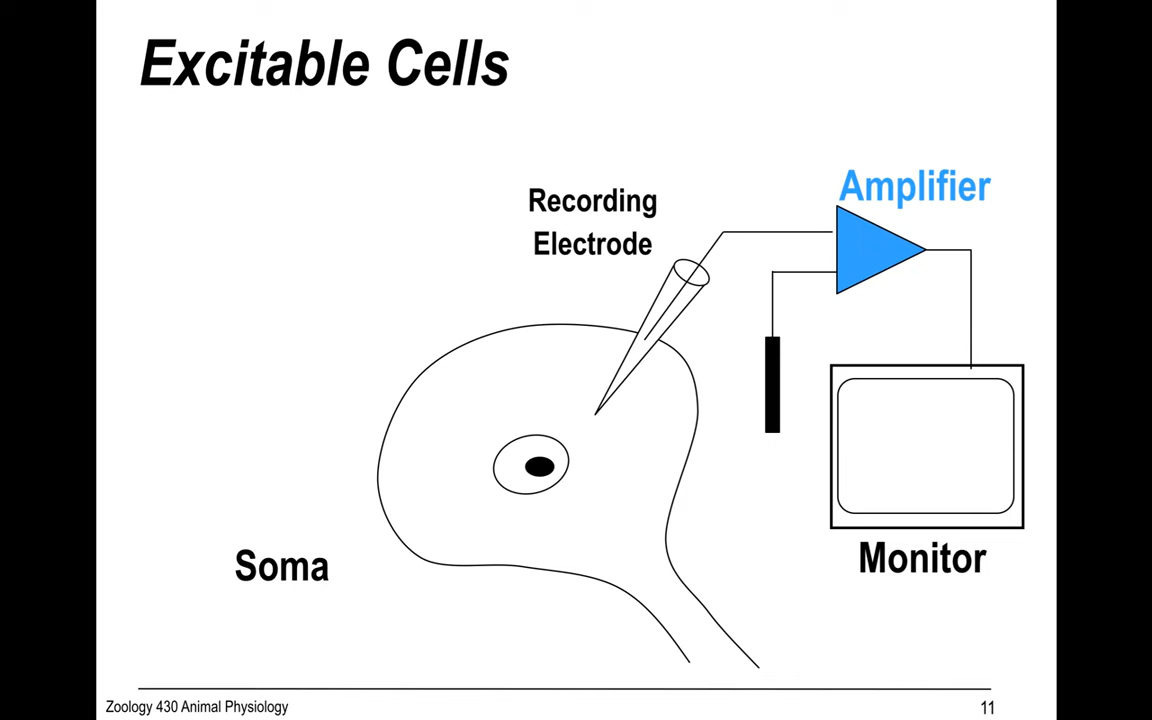 Excitable Cells
Recording
Electrode
Amplifier
Soma
Monitor
Zoology 430 Animal Physiology
11